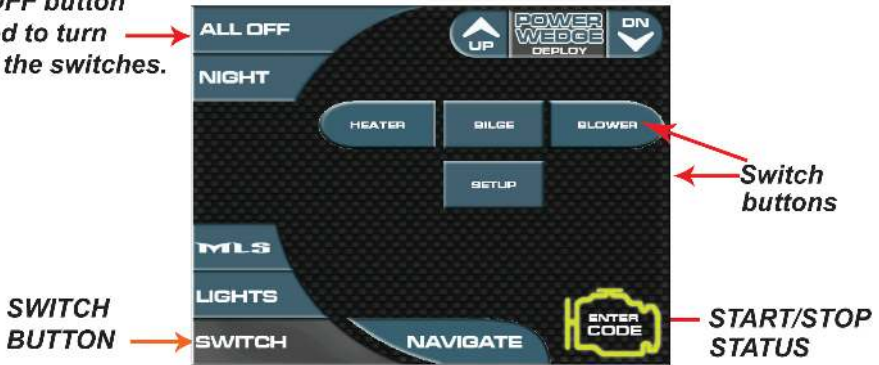 OFF button
ed to turn
the switches.
ALL OFF
NIGHT
UP
POWER
WEDGE
DEPLOY
DN
HEATER
BILGE
BLOWER
SETUP
Switch
buttons
MLS
LIGHTS
SWITCH
BUTTON
SWITCH
NAVIGATE
ENTER
CODE
START/STOP
STATUS